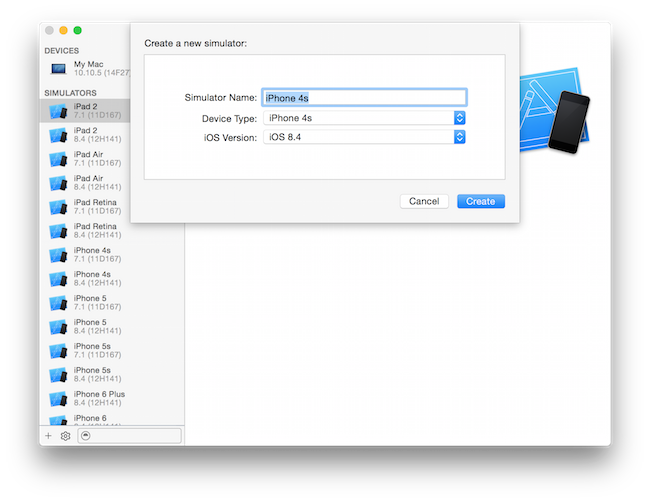 Create a new simulator:
Simulator Name: iPhone 4s
Device Type: iPhone 4s
iOS Version: iOS 8.4
Cancel Create
DEVICES
My Mac
10.10.5 (14F27)
SIMULATORS
iPad 2
7.1 (11D167)
iPad 2
8.4 (12H141)
iPad Air
7.1 (11D167)
iPad Air
8.4 (12H141)
iPad Retina
7.1 (11D167)
iPad Retina
8.4 (12H141)
iPhone 4s
7.1 (11D167)
iPhone 4s
8.4 (12H141)
iPhone 5
7.1 (11D167)
iPhone 5
8.4 (12H141)
iPhone 5s
7.1 (11D167)
iPhone 5s
8.4 (12H141)
iPhone 6 Plus
8.4 (12H141)
iPhone 6
8.4 (12H141)